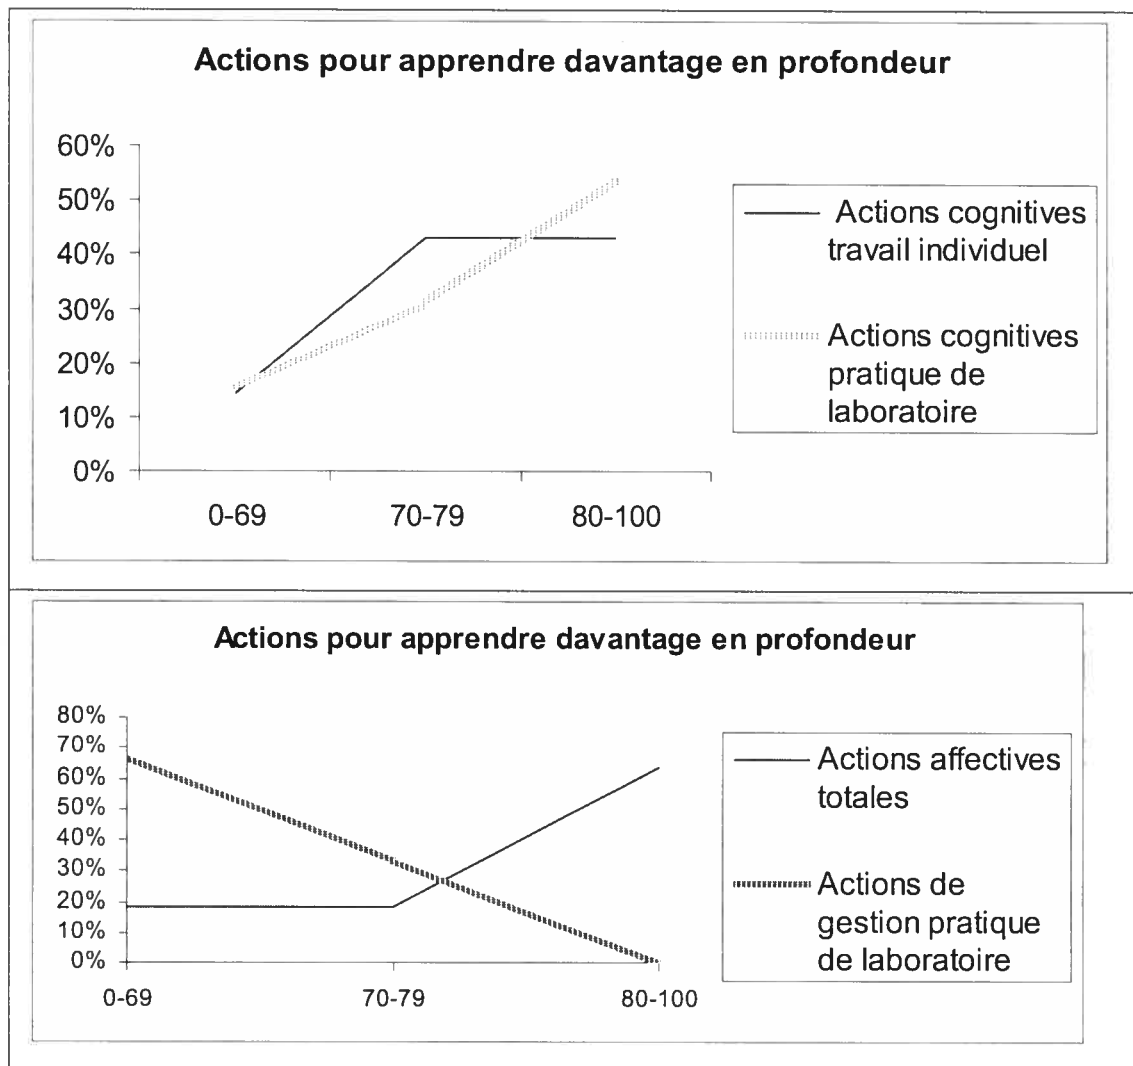 Actions pour apprendre davantage en profondeur
60%
50%
40%
30%
20%
10%
0%
0-69
70-79
80-100
Actions cognitives
travail individuel
Actions cognitives
pratique de
laboratoire
Actions pour apprendre davantage en profondeur
80%
70%
60%
50%
40%
30%
20%
10%
0%
0-69
70-79
80-100
Actions affectives
totales
Actions de
gestion pratique
de laboratoire